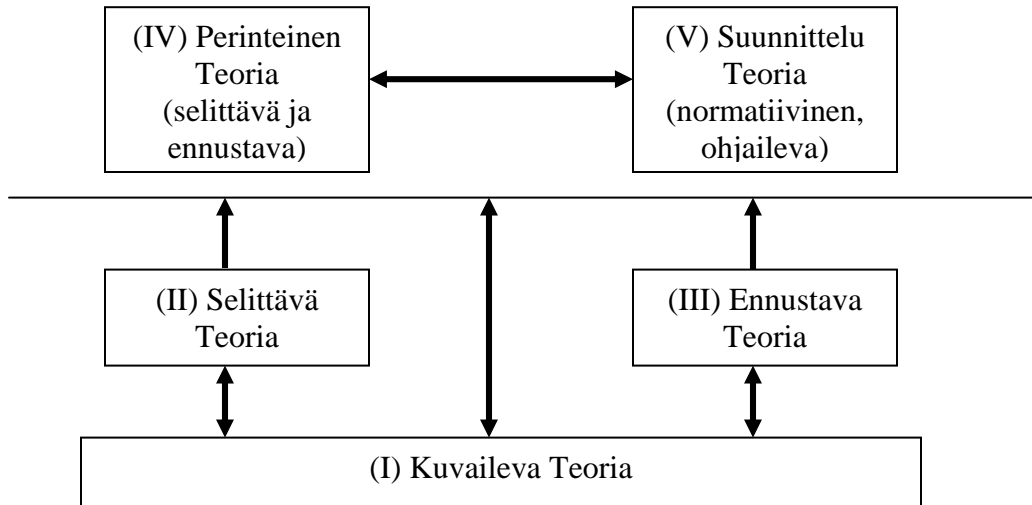 (IV) Perinteinen
Teoria
(selittävä ja
ennustava)
(V) Suunnittelu
Teoria
(normatiivinen,
ohjaileva)
(II) Selittävä
Teoria
(III) Ennustava
Teoria
(I) Kuvaileva Teoria